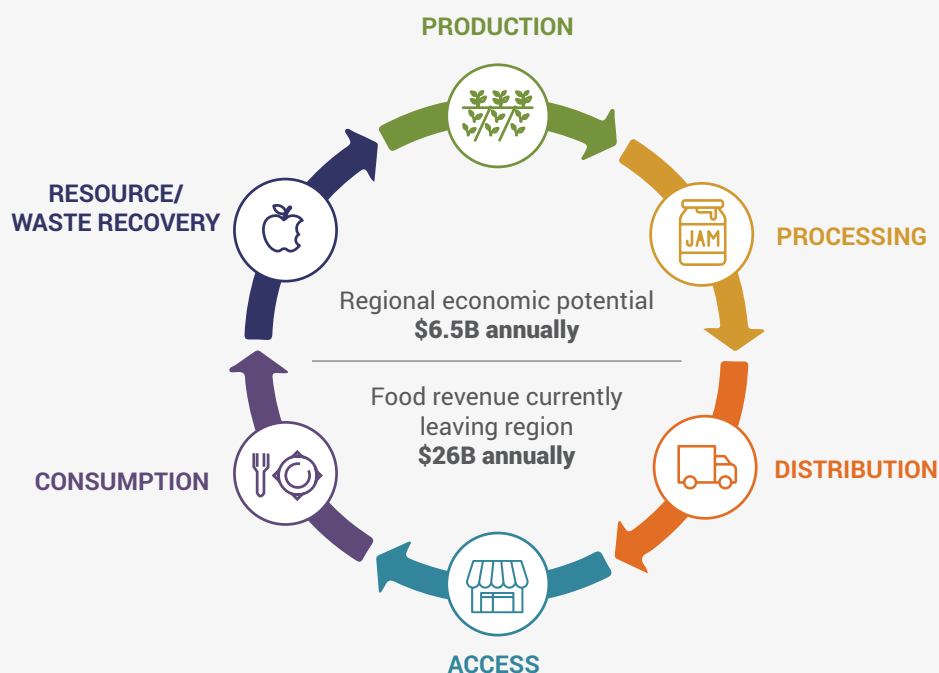 PRODUCTION
RESOURCE/
WASTE RECOVERY
JAM
PROCESSING
Regional economic potential
$6.5B annually
Food revenue currently
leaving region
$26B annually
CONSUMPTION
DISTRIBUTION
ACCESS